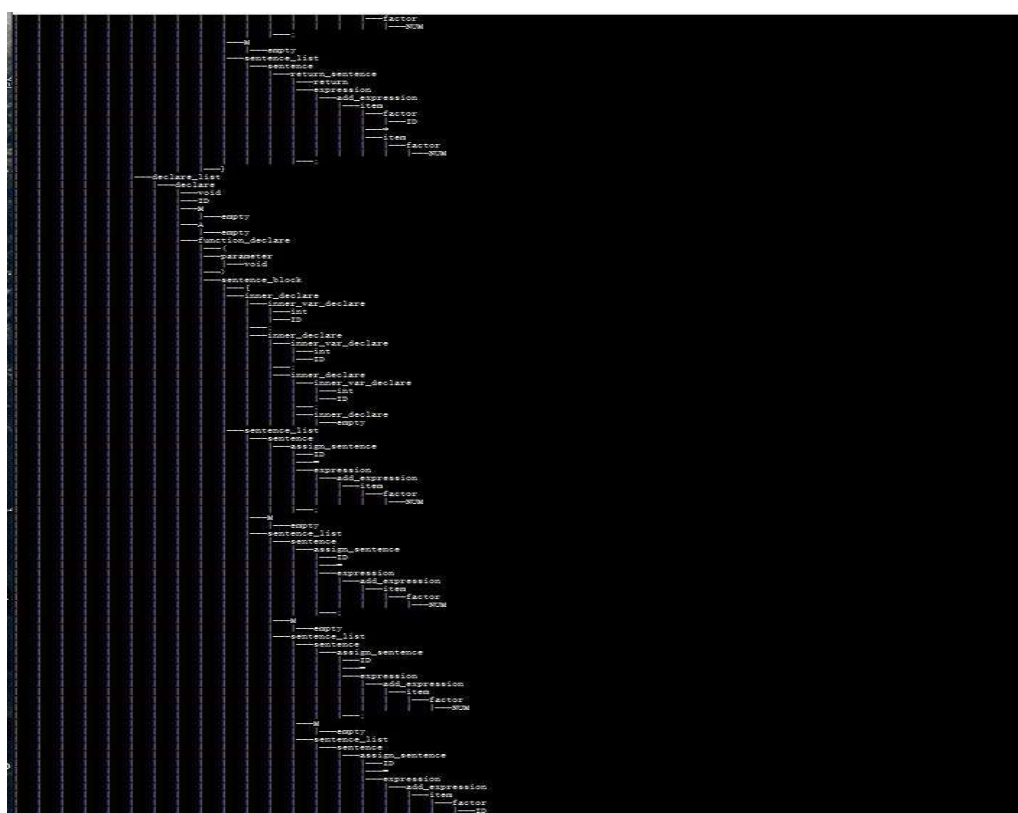 factor
NUM
;
M
empty
sentence_list
sentence
return_sentence
return
expression
add_expression
item
factor
ID
+
item
factor
NUM
;
}
declare_list
declare
void
ID
M
empty
A
empty
function_declare
(
parameter
void
)
sentence_block
{
inner_declare
inner_var_declare
int
ID
;
inner_declare
inner_var_declare
int
ID
;
inner_declare
inner_var_declare
int
ID
;
inner_declare
empty
sentence_list
sentence
assign_sentence
ID
=
expression
add_expression
item
factor
NUM
;
M
empty
sentence_list
sentence
assign_sentence
ID
=
expression
add_expression
item
factor
NUM
;
M
empty
sentence_list
sentence
assign_sentence
ID
=
expression
add_expression
item
factor
NUM
;
M
empty
sentence_list
sentence
assign_sentence
ID
=
expression
add_expression
item
factor
ID